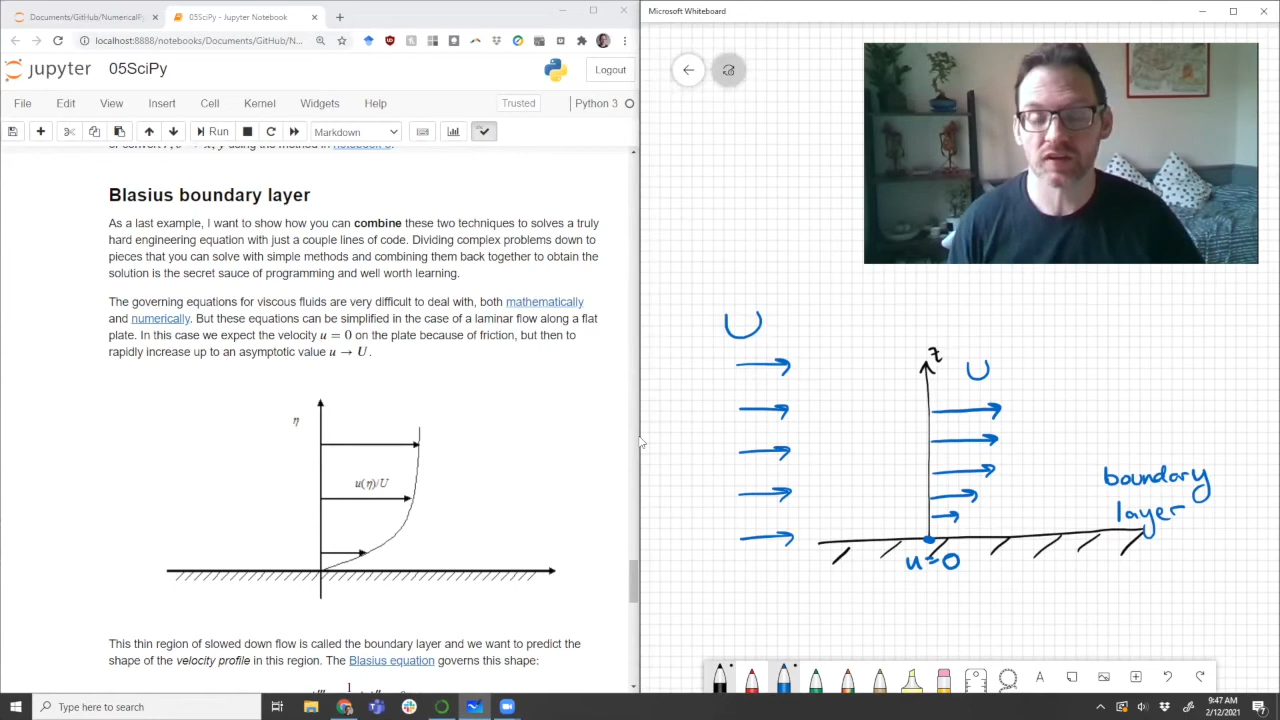 Documents/GitHub/NumericalPy
05SciPy - Jupyter Notebook
Microsoft Whiteboard
localhost:8888/notebooks/Documents/GitHub/N...
jupyter
05SciPy
Logout
File
Edit
View
Insert
Cell
Kernel
Widgets
Help
Trusted
Python 3
Run
Markdown
Blasius boundary layer
As a last example, I want to show how you can combine these two techniques to solves a truly
hard engineering equation with just a couple lines of code. Dividing complex problems down to
pieces that you can solve with simple methods and combining them back together to obtain the
solution is the secret sauce of programming and well worth learning.
The governing equations for viscous fluids are very difficult to deal with, both mathematically
and numerically. But these equations can be simplified in the case of a laminar flow along a flat
plate. In this case we expect the velocity u = 0 on the plate because of friction, but then to
rapidly increase up to an asymptotic value u → U.
η
u(η)/U
This thin region of slowed down flow is called the boundary layer and we want to predict the
shape of the velocity profile in this region. The Blasius equation governs this shape:
U
z
U
boundary
layer
u=0
Type here to search
9:47 AM
2/12/2021